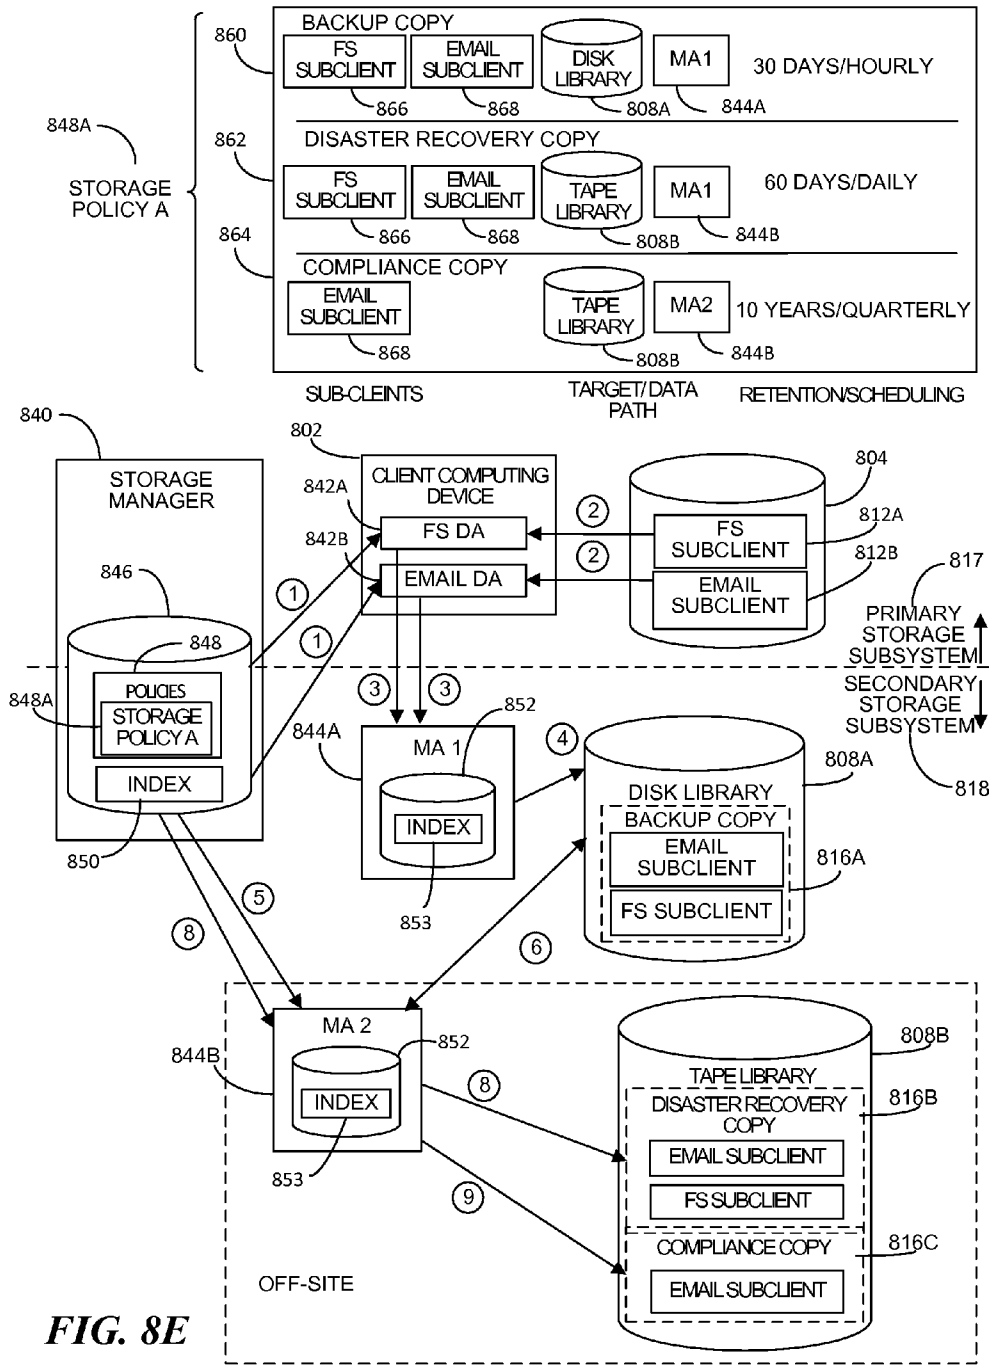 BACKUP COPY
860
FS
SUBCLIENT
EMAIL
SUBCLIENT
DISK
LIBRARY
MA1
30 DAYS/HOURLY
866
868
808A
844A
848A
STORAGE
POLICY A
862
DISASTER RECOVERY COPY
FS
SUBCLIENT
EMAIL
SUBCLIENT
TAPE
LIBRARY
MA1
60 DAYS/DAILY
866
868
808B
844B
864
COMPLIANCE COPY
EMAIL
SUBCLIENT
TAPE
LIBRARY
MA2
10 YEARS/QUARTERLY
868
808B
844B
SUB-CLEINTS
TARGET/DATA
PATH
RETENTION/SCHEDULING
840
STORAGE
MANAGER
802
CLIENT COMPUTING
DEVICE
842A
FS DA
842B
EMAIL DA
804
2
FS
SUBCLIENT
812A
2
EMAIL
SUBCLIENT
812B
817
PRIMARY
STORAGE
SUBSYSTEM
SECONDARY
STORAGE
SUBSYSTEM
818
846
1
1
848
POLICIES
848A
STORAGE
POLICY A
INDEX
850
3
3
852
844A
MA 1
INDEX
853
4
808A
DISK LIBRARY
BACKUP COPY
EMAIL
SUBCLIENT
816A
FS SUBCLIENT
5
8
6
MA 2
852
844B
INDEX
853
8
9
808B
TAPE LIBRARY
DISASTER RECOVERY
COPY
816B
EMAIL SUBCLIENT
FS SUBCLIENT
COMPLIANCE COPY
816C
EMAIL SUBCLIENT
OFF-SITE
FIG. 8E